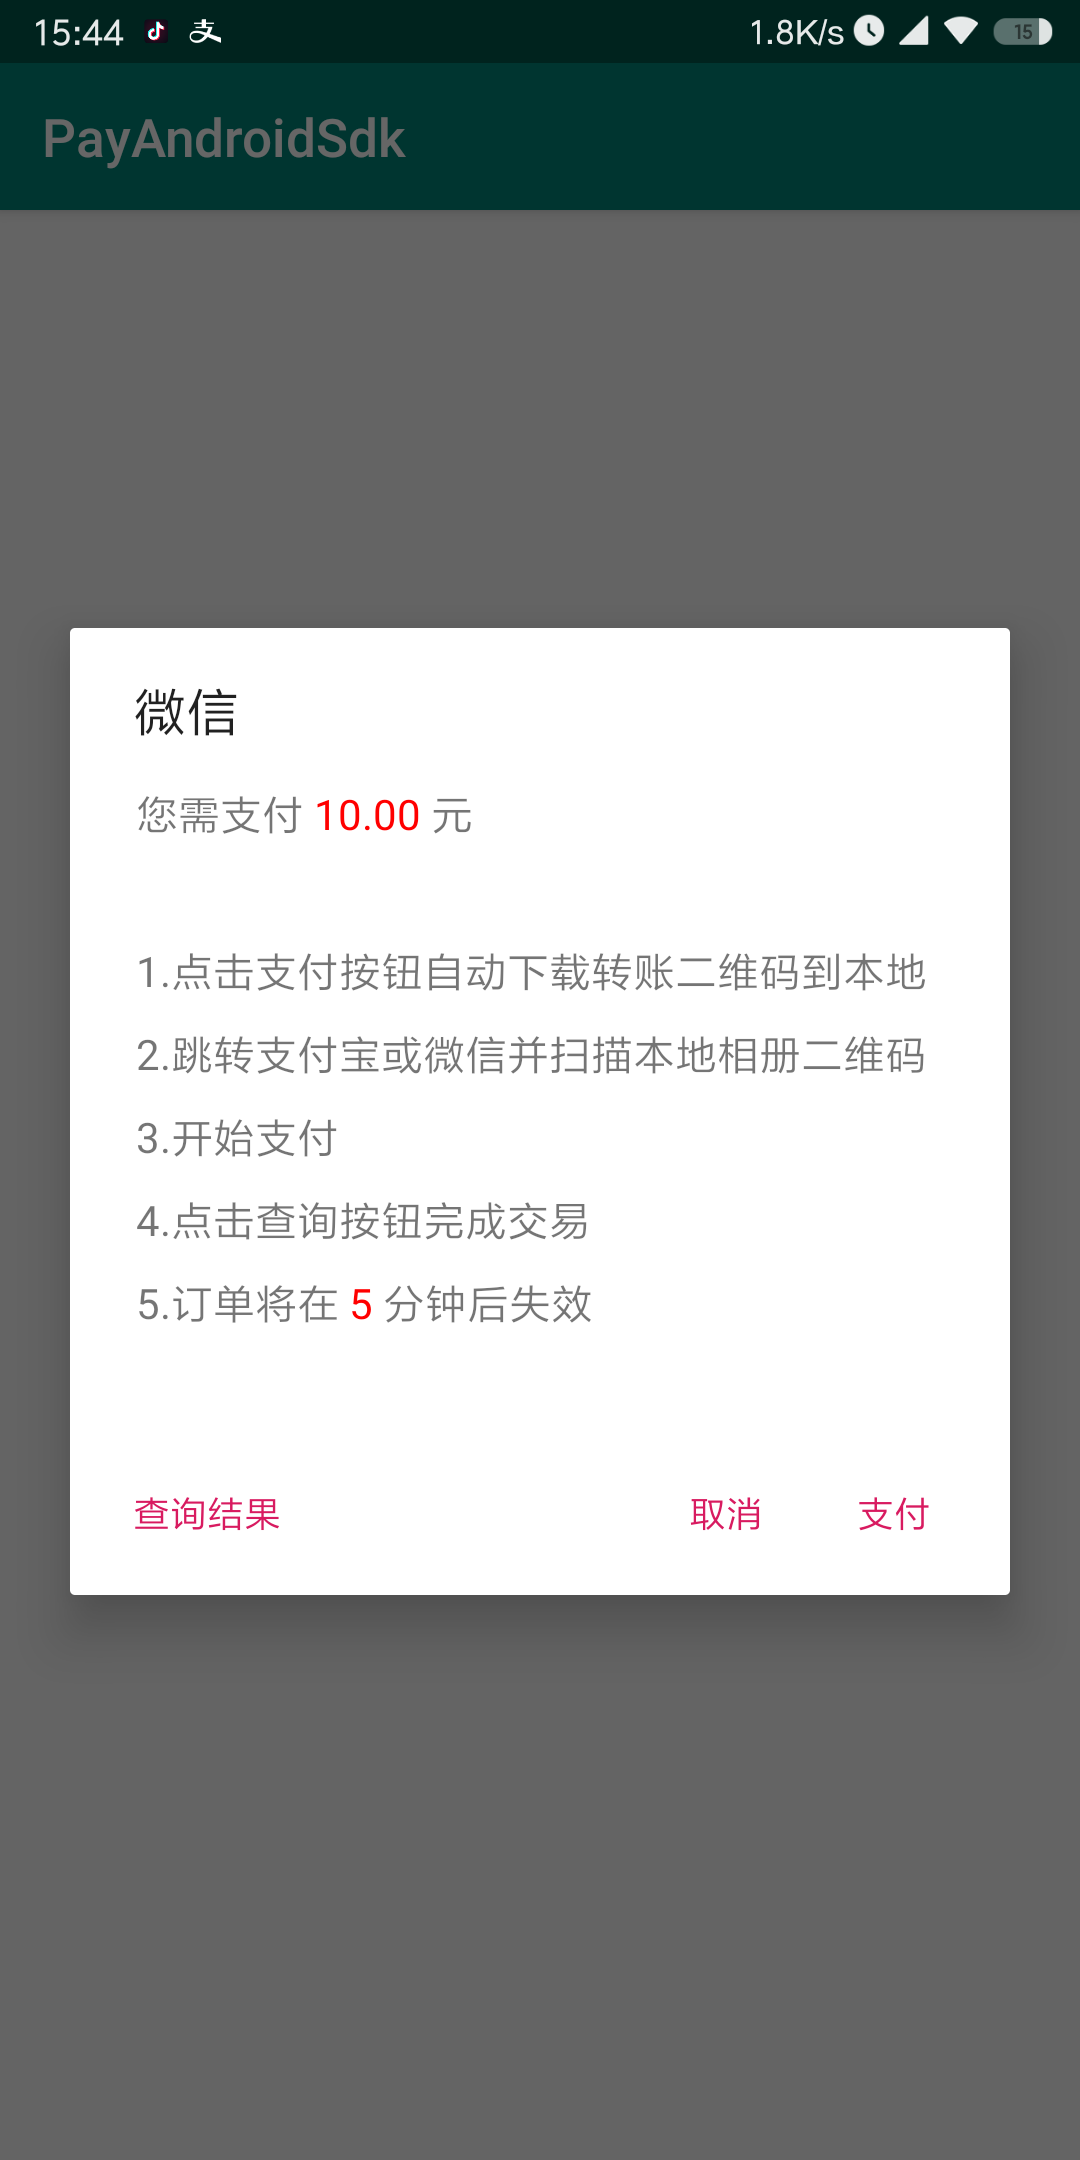 15:44 支 1.8K/s 15
PayAndroidSdk
微信
您需支付 10.00 元
1.点击支付按钮自动下载转账二维码到本地
2.跳转支付宝或微信并扫描本地相册二维码
3.开始支付
4.点击查询按钮完成交易
5.订单将在 5 分钟后失效
查询结果 取消 支付